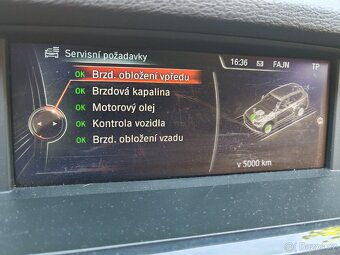 Servisní požadavky
16:36 FAJN TP
OK Brzd. obložení vpředu
OK Brzdová kapalina
OK Motorový olej
OK Kontrola vozidla
OK Brzd. obložení vzadu
v 5000 km